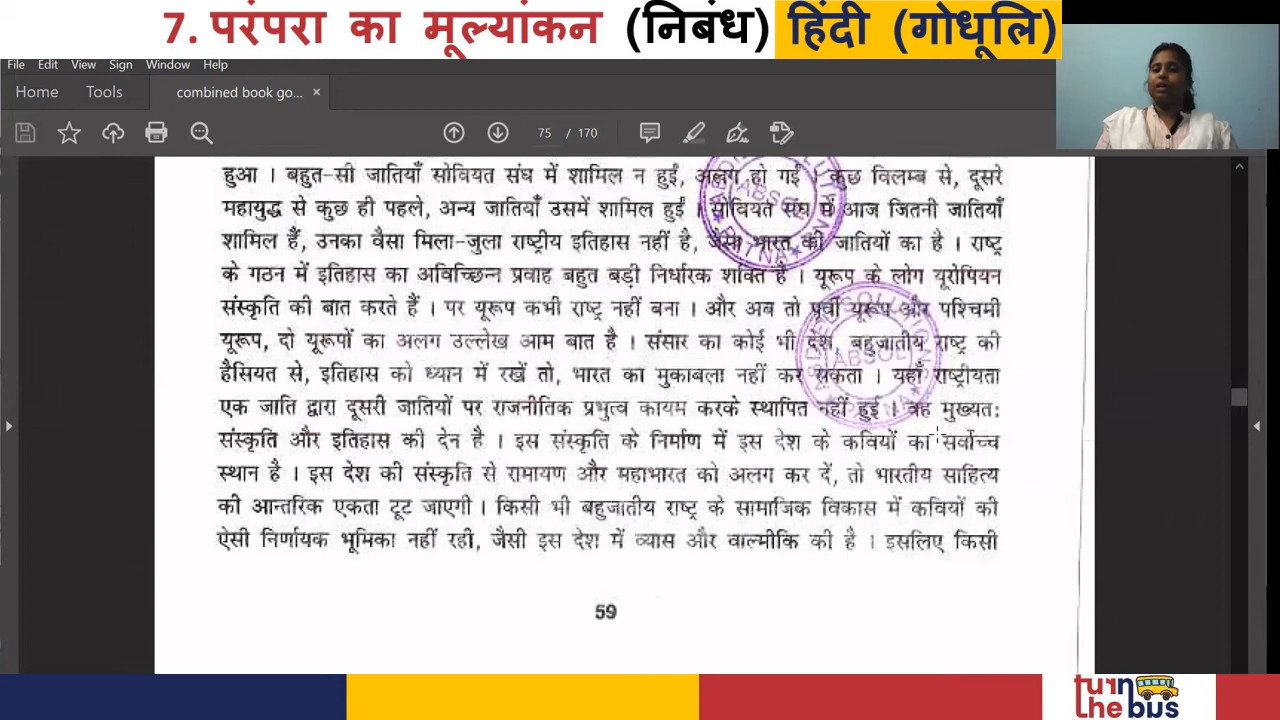 7. परंपरा का मूल्यांकन (निबंध) हिंदी (गोधूलि)
File Edit View Sign Window Help
Home Tools combined book go... ×
75 / 170
हुआ । बहुत-सी जातियाँ सोवियत संघ में शामिल न हुईं, अलग हो गईं । कुछ विलम्ब से, दूसरे
महायुद्ध से कुछ ही पहले, अन्य जातियाँ उसमें शामिल हुईं । सोवियत संघ में आज जितनी जातियाँ
शामिल हैं, उनका वैसा मिला-जुला राष्ट्रीय इतिहास नहीं है, जैसा भारत की जातियों का है । राष्ट्र
के गठन में इतिहास का अविच्छिन्न प्रवाह बहुत बड़ी निर्धारक शक्ति है । यूरूप के लोग यूरोपियन
संस्कृति की बात करते हैं । पर यूरूप कभी राष्ट्र नहीं बना । और अब तो पूर्वी यूरूप और पश्चिमी
यूरूप, दो यूरूपों का अलग उल्लेख आम बात है । संसार का कोई भी देश, बहुजातीय राष्ट्र की
हैसियत से, इतिहास को ध्यान में रखें तो, भारत का मुकाबला नहीं कर सकता । यहाँ राष्ट्रीयता
एक जाति द्वारा दूसरी जातियों पर राजनीतिक प्रभुत्व कायम करके स्थापित नहीं हुई । वह मुख्यतः
संस्कृति और इतिहास की देन है । इस संस्कृति के निर्माण में इस देश के कवियों का सर्वोच्च
स्थान है । इस देश की संस्कृति से रामायण और महाभारत को अलग कर दें, तो भारतीय साहित्य
की आन्तरिक एकता टूट जाएगी । किसी भी बहुजातीय राष्ट्र के सामाजिक विकास में कवियों की
ऐसी निर्णायक भूमिका नहीं रही, जैसी इस देश में व्यास और वाल्मीकि की है । इसलिए किसी
59
turn
the bus